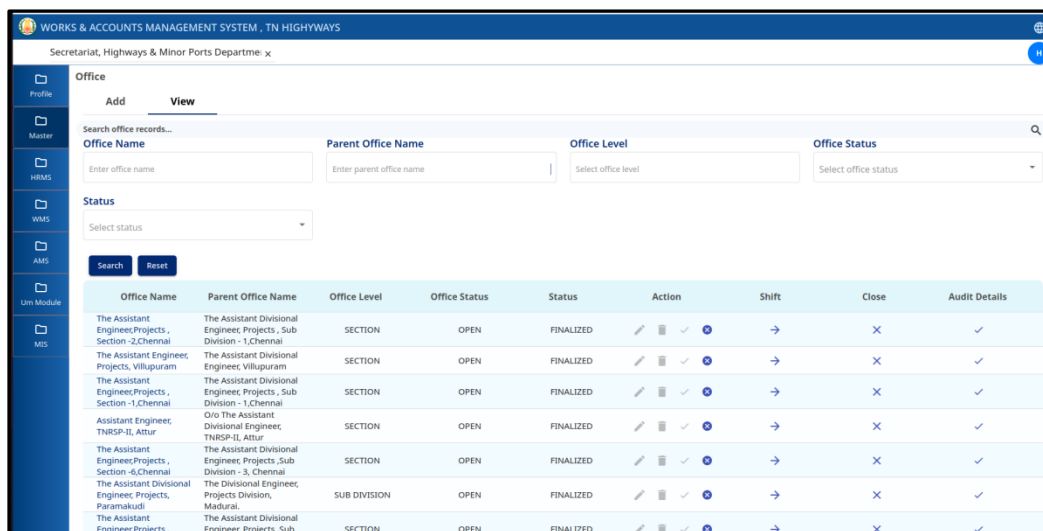 WORKS & ACCOUNTS MANAGEMENT SYSTEM , TN HIGHYWAYS
Secretariat, Highways & Minor Ports Departme x
H
Profile
Master
HRMS
WMS
AMS
Um Module
MIS
Office
Add View
Search office records...
Office Name Parent Office Name Office Level Office Status
Enter office name Enter parent office name Select office level Select office status
Status
Select status
Search Reset
Office Name Parent Office Name Office Level Office Status Status Action Shift Close Audit Details
The Assistant
Engineer,Projects ,
Section -2,Chennai
The Assistant Divisional
Engineer, Projects , Sub
Division - 1,Chennai
SECTION OPEN FINALIZED
The Assistant Engineer,
Projects, Villupuram
The Assistant Divisional
Engineer, Villupuram
SECTION OPEN FINALIZED
The Assistant
Engineer,Projects ,
Section -1,Chennai
The Assistant Divisional
Engineer, Projects , Sub
Division - 1,Chennai
SECTION OPEN FINALIZED
Assistant Engineer,
TNRSP-II, Attur
O/o The Assistant
Divisional Engineer,
TNRSP-II, Attur
SECTION OPEN FINALIZED
The Assistant
Engineer,Projects ,
Section -6,Chennai
The Assistant Divisional
Engineer, Projects ,Sub
Division - 3, Chennai
SECTION OPEN FINALIZED
The Assistant Divisional
Engineer, Projects,
Paramakudi
The Divisional Engineer,
Projects Division,
Madurai.
SUB DIVISION OPEN FINALIZED
The Assistant
Engineer,Projects ,
The Assistant Divisional
Engineer, Projects, Sub
SECTION OPEN FINALIZED